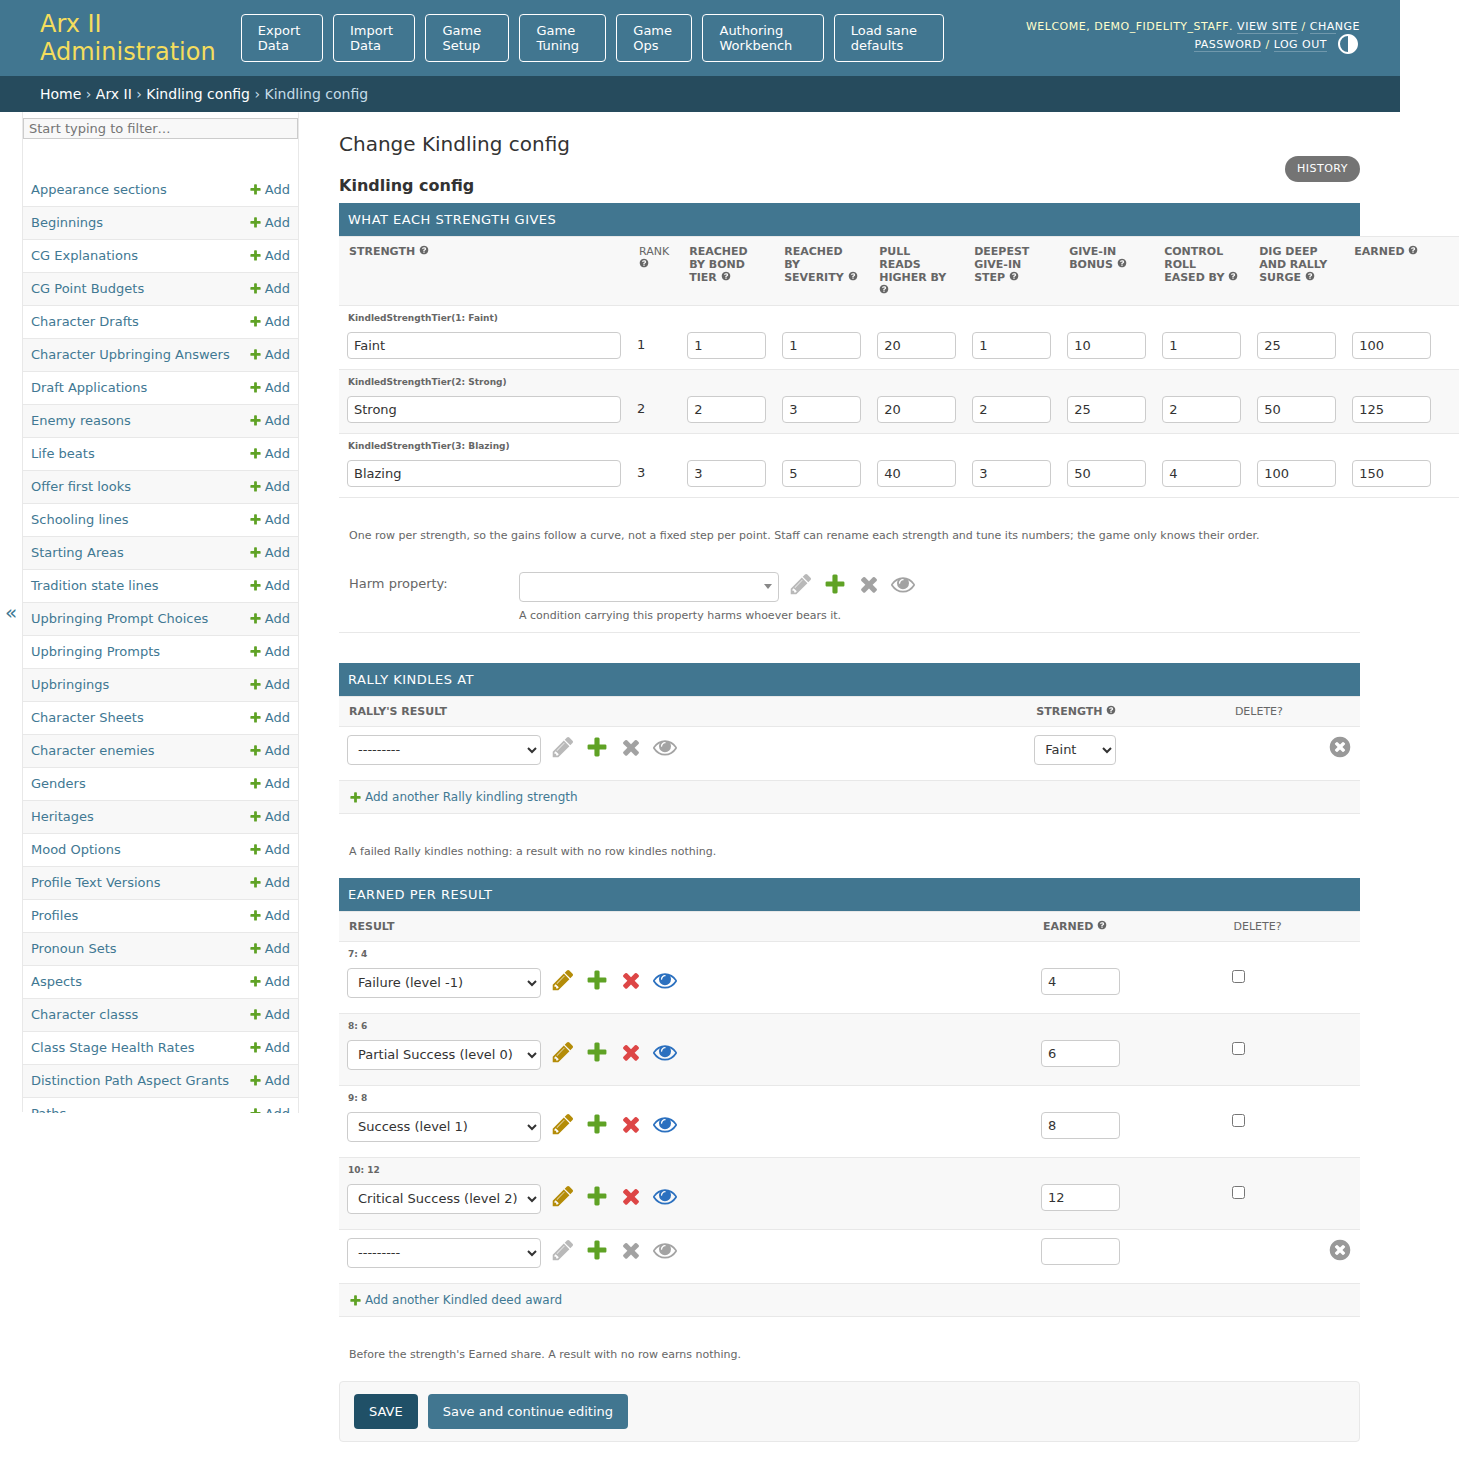 Arx II
Administration
Export
Data
Import
Data
Game
Setup
Game
Tuning
Game
Ops
Authoring
Workbench
Load sane
defaults
WELCOME, DEMO_FIDELITY_STAFF. VIEW SITE / CHANGE
PASSWORD / LOG OUT
Home › Arx II › Kindling config › Kindling config
Start typing to filter…
Appearance sections Add
Beginnings Add
CG Explanations Add
CG Point Budgets Add
Character Drafts Add
Character Upbringing Answers Add
Draft Applications Add
Enemy reasons Add
Life beats Add
Offer first looks Add
Schooling lines Add
Starting Areas Add
Tradition state lines Add
Upbringing Prompt Choices Add
«
Upbringing Prompts Add
Upbringings Add
Character Sheets Add
Character enemies Add
Genders Add
Heritages Add
Mood Options Add
Profile Text Versions Add
Profiles Add
Pronoun Sets Add
Aspects Add
Character classs Add
Class Stage Health Rates Add
Distinction Path Aspect Grants Add
Paths Add
Change Kindling config
HISTORY
Kindling config
WHAT EACH STRENGTH GIVES
STRENGTH
RANK
REACHED
BY BOND
TIER
REACHED
BY
SEVERITY
PULL
READS
HIGHER BY
DEEPEST
GIVE-IN
STEP
GIVE-IN
BONUS
CONTROL
ROLL
EASED BY
DIG DEEP
AND RALLY
SURGE
EARNED
KindledStrengthTier(1: Faint)
Faint 1 1 1 20 1 10 1 25 100
KindledStrengthTier(2: Strong)
Strong 2 2 3 20 2 25 2 50 125
KindledStrengthTier(3: Blazing)
Blazing 3 3 5 40 3 50 4 100 150
One row per strength, so the gains follow a curve, not a fixed step per point. Staff can rename each strength and tune its numbers; the game only knows their order.
Harm property:
A condition carrying this property harms whoever bears it.
RALLY KINDLES AT
RALLY'S RESULT STRENGTH DELETE?
--------- Faint
Add another Rally kindling strength
A failed Rally kindles nothing: a result with no row kindles nothing.
EARNED PER RESULT
RESULT EARNED DELETE?
7: 4
Failure (level -1) 4
8: 6
Partial Success (level 0) 6
9: 8
Success (level 1) 8
10: 12
Critical Success (level 2) 12
---------
Add another Kindled deed award
Before the strength's Earned share. A result with no row earns nothing.
SAVE
Save and continue editing